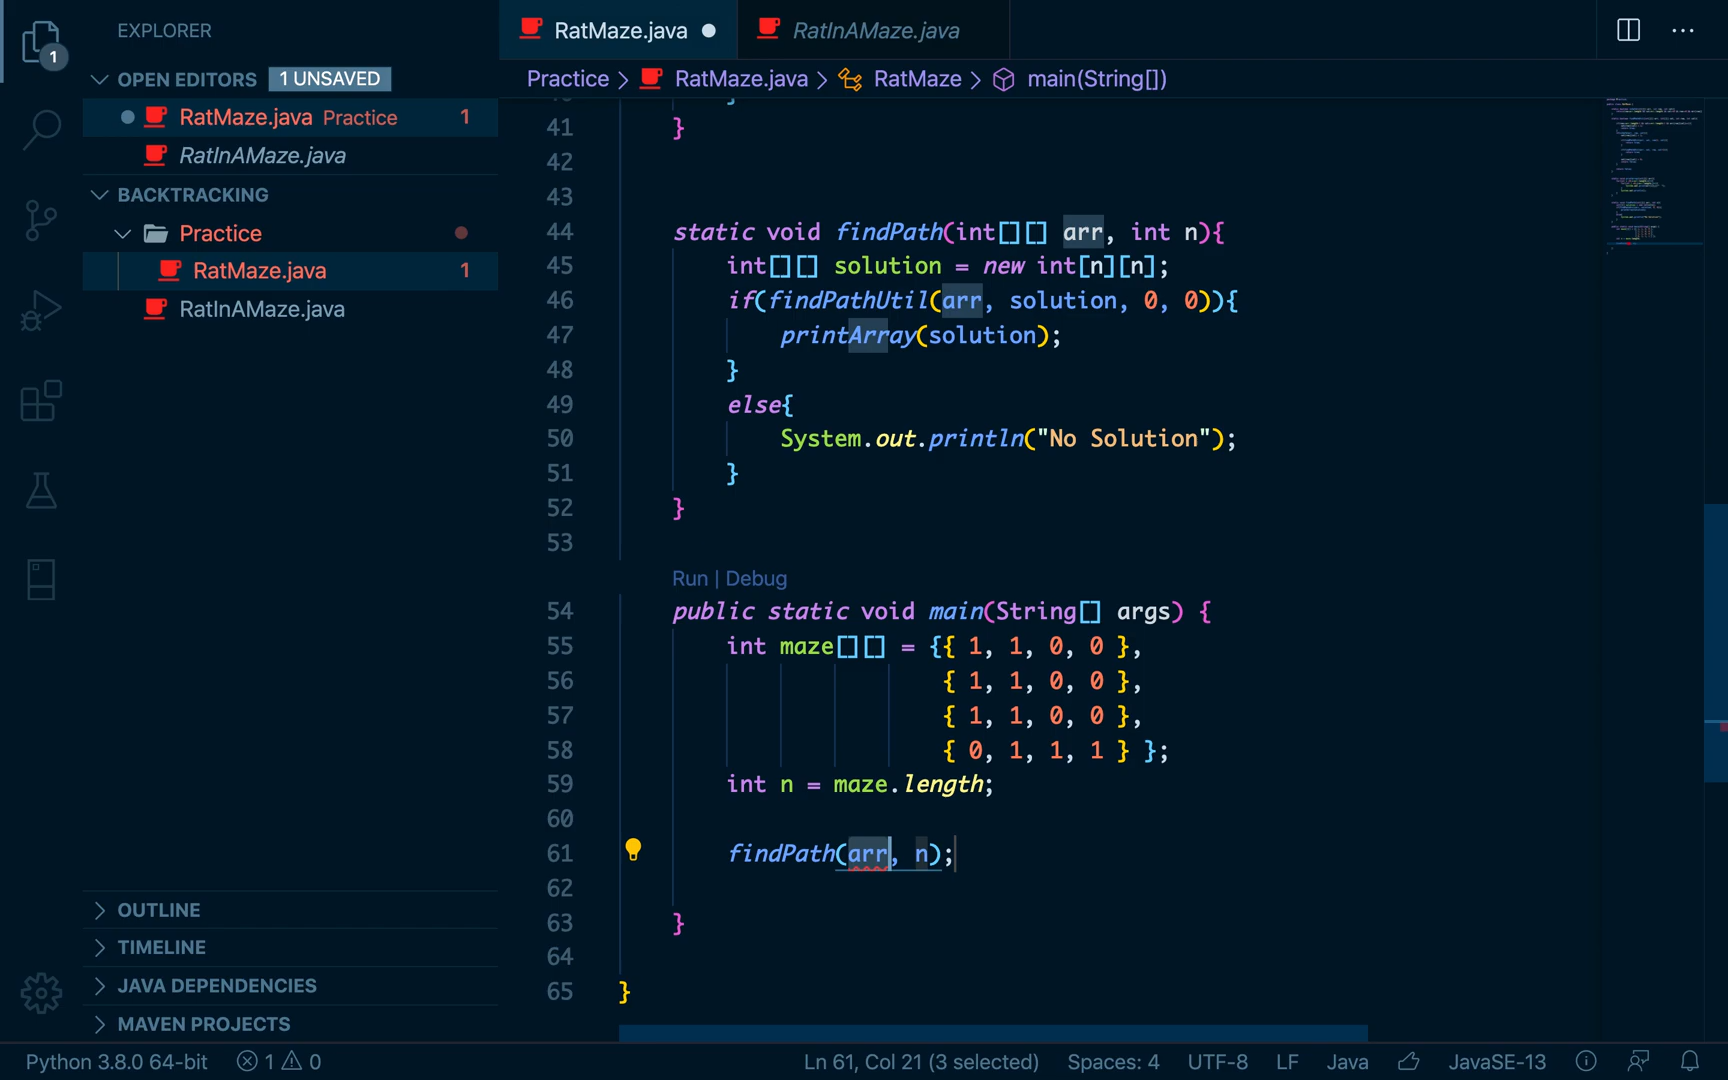 EXPLORER
OPEN EDITORS 1 UNSAVED
RatMaze.java Practice 1
RatInAMaze.java
BACKTRACKING
Practice
RatMaze.java 1
RatInAMaze.java
OUTLINE
TIMELINE
JAVA DEPENDENCIES
MAVEN PROJECTS
1
RatMaze.java
RatInAMaze.java
Practice > RatMaze.java > RatMaze > main(String[])
41 }
42
43
44 static void findPath(int[][] arr, int n){
45 int[][] solution = new int[n][n];
46 if(findPathUtil(arr, solution, 0, 0)){
47 printArray(solution);
48 }
49 else{
50 System.out.println("No Solution");
51 }
52 }
53
Run | Debug
54 public static void main(String[] args) {
55 int maze[][] = {{ 1, 1, 0, 0 },
56 { 1, 1, 0, 0 },
57 { 1, 1, 0, 0 },
58 { 0, 1, 1, 1 } };
59 int n = maze.length;
60
61 findPath(arr, n);
62
63 }
64
65 }
Python 3.8.0 64-bit 1 0 Ln 61, Col 21 (3 selected) Spaces: 4 UTF-8 LF Java JavaSE-13